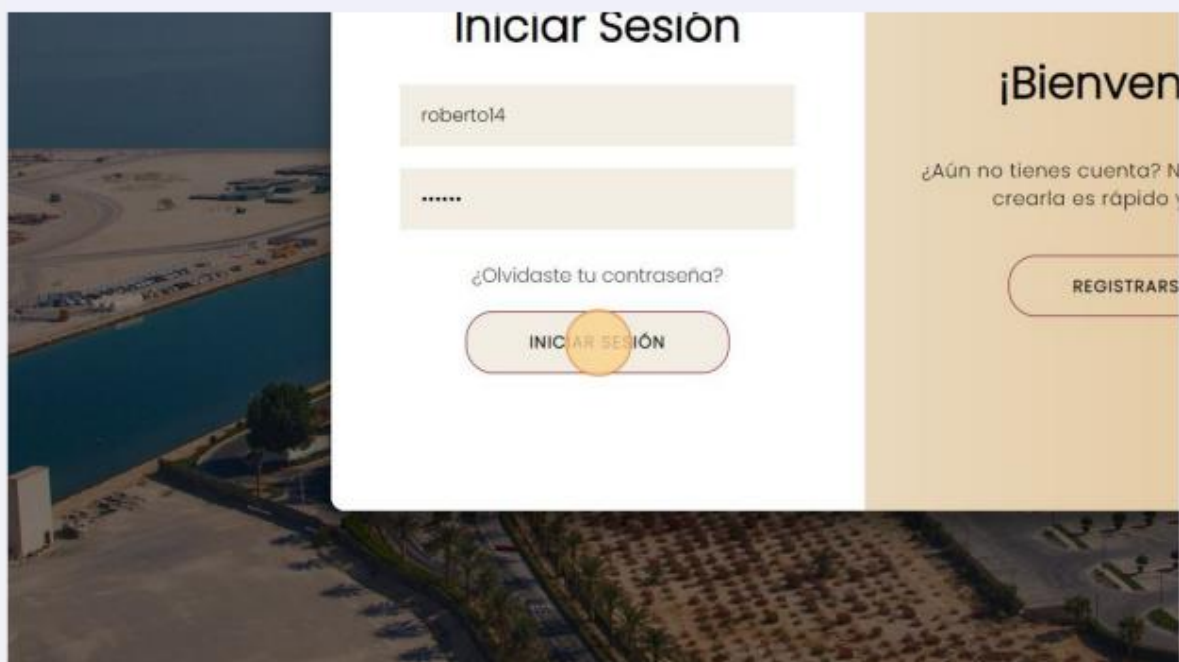 Iniciar Sesión
roberto14
••••••
¿Olvidaste tu contraseña?
INICIAR SESIÓN
¡Bienven
¿Aún no tienes cuenta? N
crearla es rápido y
REGISTRARS